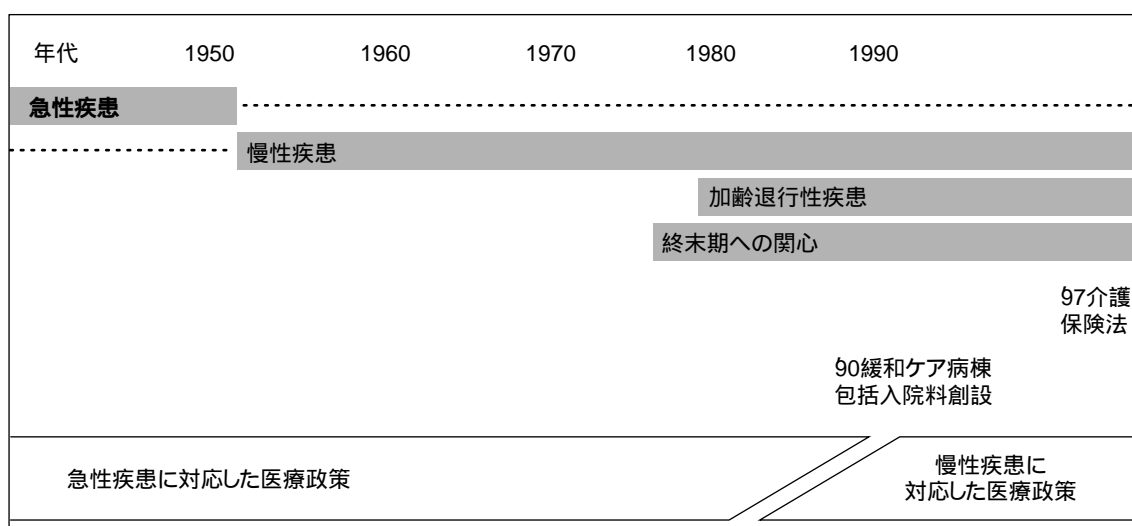 年代 1950 1960 1970 1980 1990
急性疾患
慢性疾患
加齢退行性疾患
終末期への関心
'97介護
保険法
'90緩和ケア病棟
包括入院料創設
急性疾患に対応した医療政策
慢性疾患に
対応した医療政策